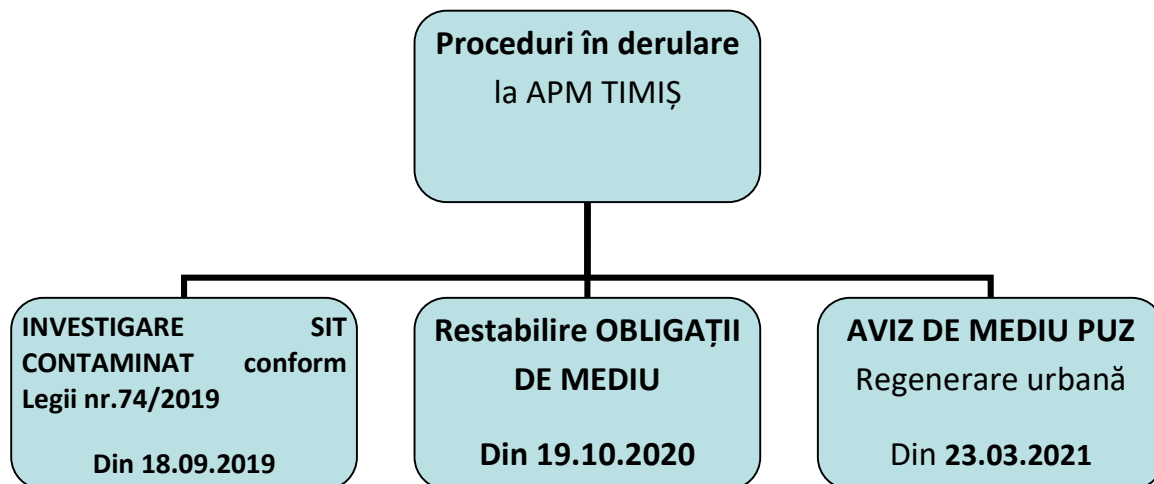 Proceduri în derulare
la APM TIMIȘ
INVESTIGARE SIT
CONTAMINAT conform
Legii nr.74/2019
Din 18.09.2019
Restabilire OBLIGAȚII
DE MEDIU
Din 19.10.2020
AVIZ DE MEDIU PUZ
Regenerare urbană
Din 23.03.2021